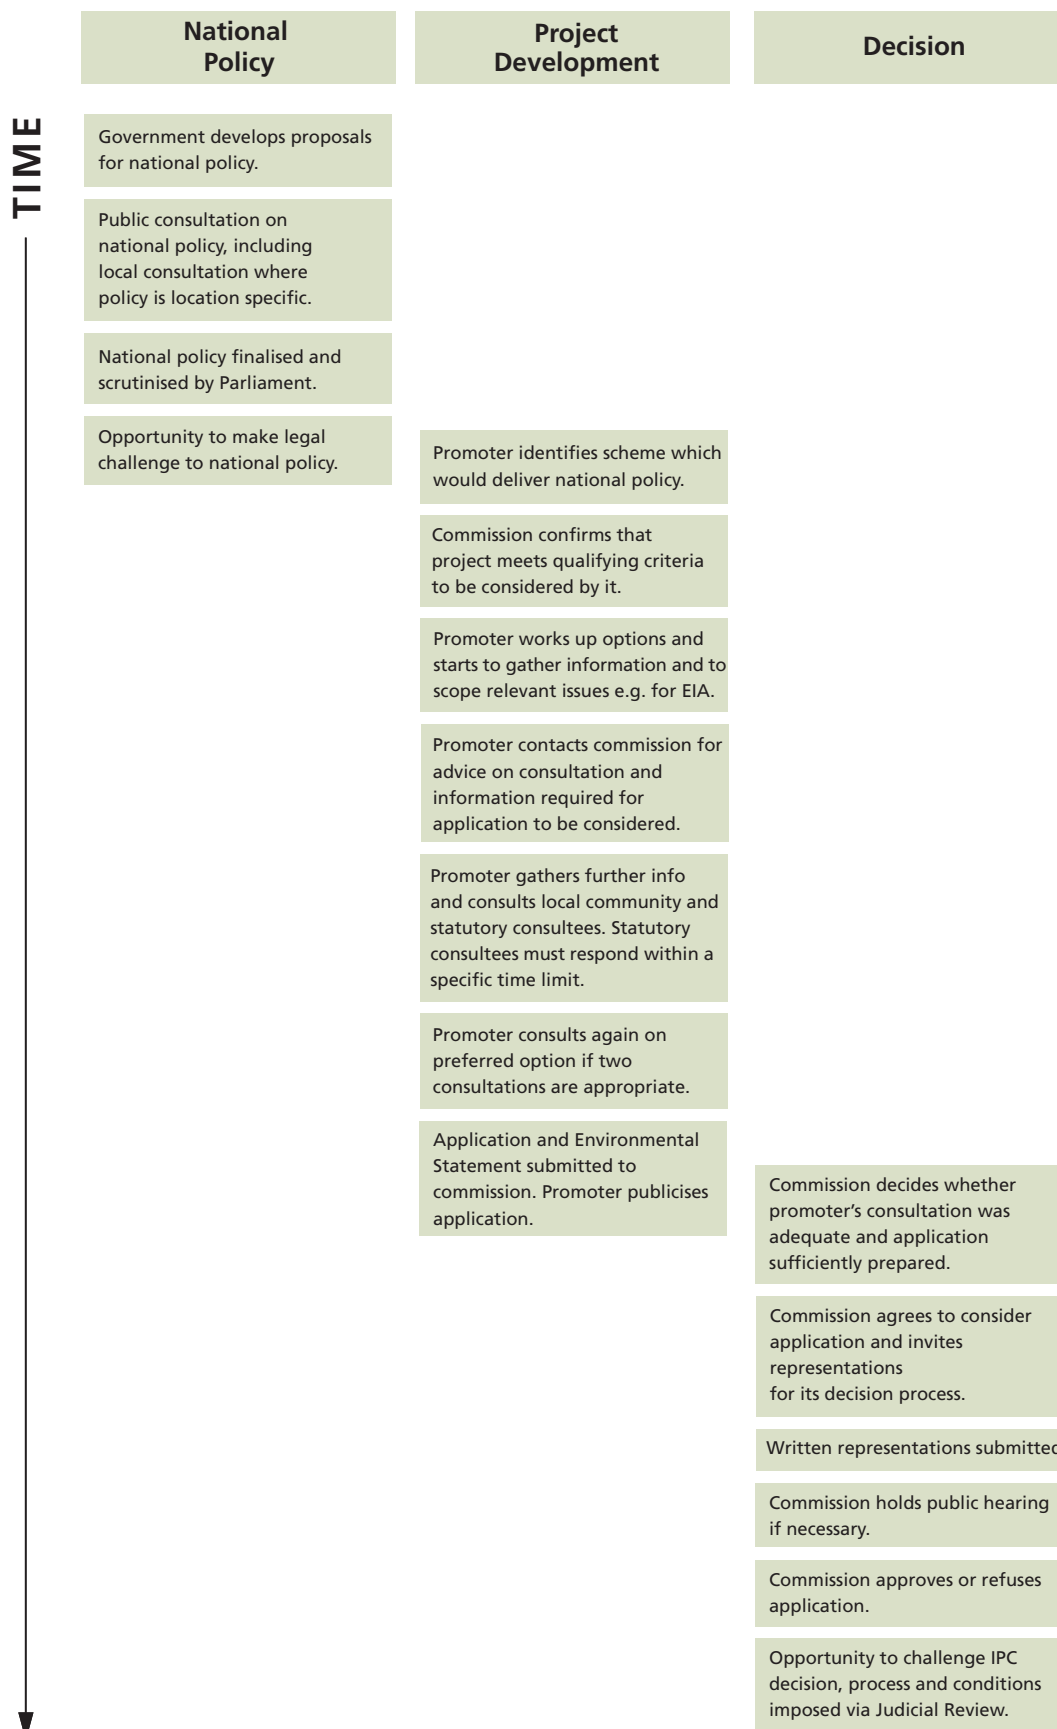 National
Policy
Project
Development
Decision
TIME
Government develops proposals
for national policy.
Public consultation on
national policy, including
local consultation where
policy is location specific.
National policy finalised and
scrutinised by Parliament.
Opportunity to make legal
challenge to national policy.
Promoter identifies scheme which
would deliver national policy.
Commission confirms that
project meets qualifying criteria
to be considered by it.
Promoter works up options and
starts to gather information and to
scope relevant issues e.g. for EIA.
Promoter contacts commission for
advice on consultation and
information required for
application to be considered.
Promoter gathers further info
and consults local community and
statutory consultees. Statutory
consultees must respond within a
specific time limit.
Promoter consults again on
preferred option if two
consultations are appropriate.
Application and Environmental
Statement submitted to
commission. Promoter publicises
application.
Commission decides whether
promoter's consultation was
adequate and application
sufficiently prepared.
Commission agrees to consider
application and invites
representations
for its decision process.
Written representations submitted
Commission holds public hearing
if necessary.
Commission approves or refuses
application.
Opportunity to challenge IPC
decision, process and conditions
imposed via Judicial Review.